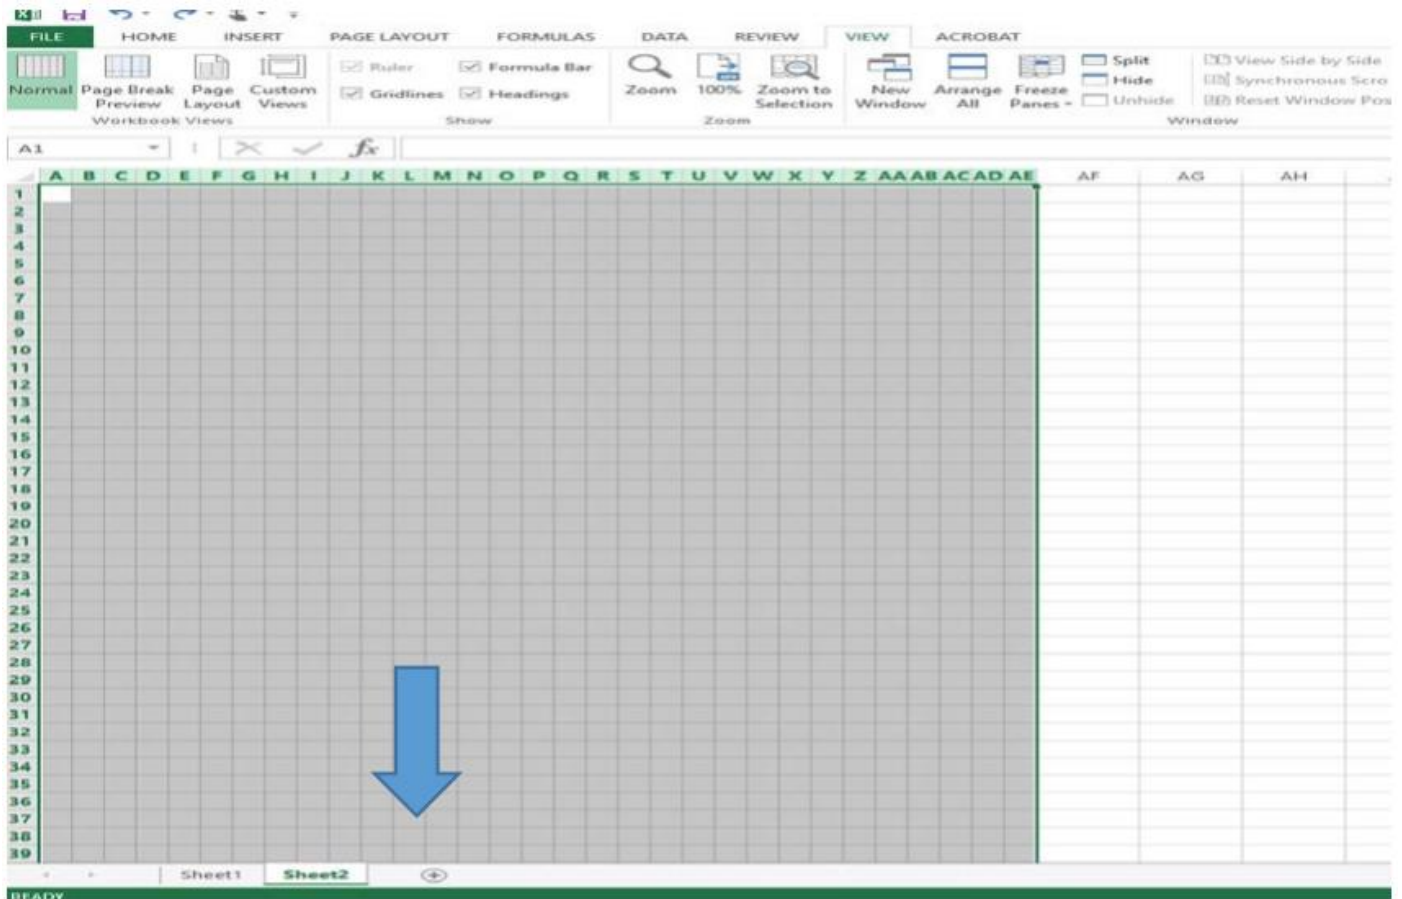 FILE HOME INSERT PAGE LAYOUT FORMULAS DATA REVIEW VIEW ACROBAT
Normal Page Break Preview Page Layout Custom Views
Workbook Views
Ruler Formula Bar
Gridlines Headings
Show
Zoom 100% Zoom to Selection
Zoom
New Window Arrange All Freeze Panes
Split
Hide
Unhide
View Side by Side
Synchronous Scro
Reset Window Pos
Window
A1 fx
A B C D E F G H I J K L M N O P Q R S T U V W X Y Z AA AB AC AD AE AF AG AH
1
2
3
4
5
6
7
8
9
10
11
12
13
14
15
16
17
18
19
20
21
22
23
24
25
26
27
28
29
30
31
32
33
34
35
36
37
38
39
Sheet1 Sheet2
READY